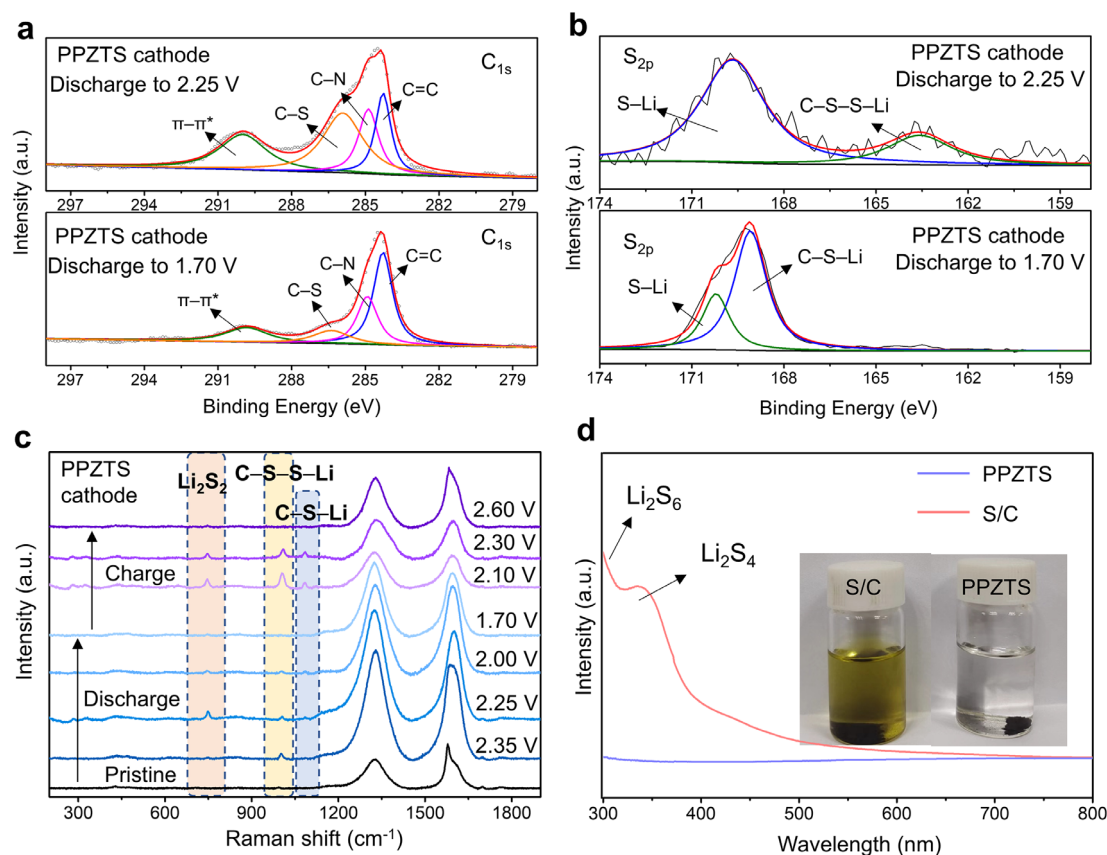 a
PPZTS cathode
Discharge to 2.25 V
C1s
π–π*
C–S
C–N
C=C
297 294 291 288 285 282 279
PPZTS cathode
Discharge to 1.70 V
C1s
π–π*
C–S
C–N
C=C
297 294 291 288 285 282 279
Intensity (a.u.)
Binding Energy (eV)
b
S2p
PPZTS cathode
Discharge to 2.25 V
S–Li
C–S–S–Li
174 171 168 165 162 159
S2p
PPZTS cathode
Discharge to 1.70 V
S–Li
C–S–Li
174 171 168 165 162 159
Intensity (a.u.)
Binding Energy (eV)
c
PPZTS
cathode
Li2S2
C–S–S–Li
C–S–Li
2.60 V
2.30 V
2.10 V
1.70 V
2.00 V
2.25 V
2.35 V
Charge
Discharge
Pristine
300 600 900 1200 1500 1800
Intensity (a.u.)
Raman shift (cm-1)
d
PPZTS
S/C
Li2S6
Li2S4
S/C
PPZTS
300 400 500 600 700 800
Intensity (a.u.)
Wavelength (nm)